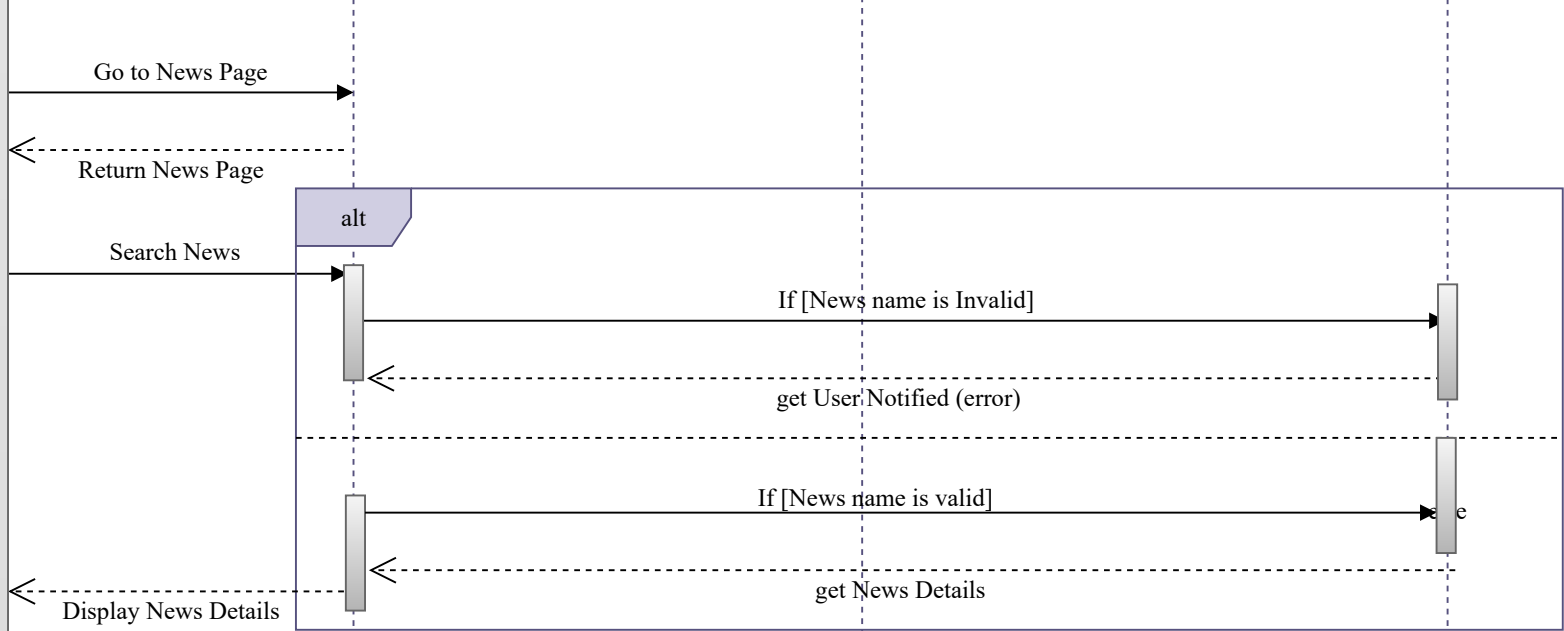 Go to News Page
Return News Page
alt
Search News
If [News name is Invalid]
get User Notified (error)
If [News name is valid]
get News Details
Display News Details